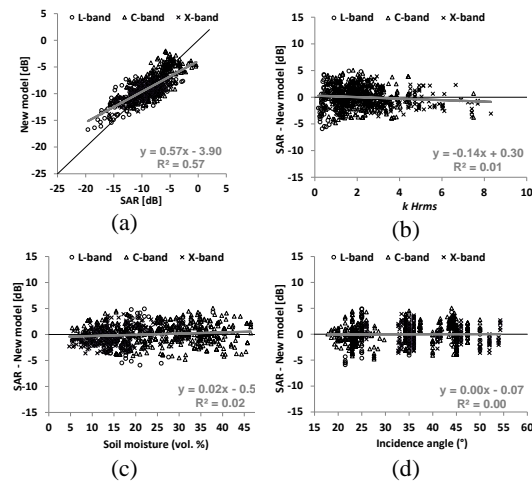 L-band C-band X-band
New model [dB]
5
0
-5
-10
-15
-20
-25
-25 -20 -15 -10 -5 0 5
y = 0.57x - 3.90
R² = 0.57
SAR [dB]
(a)
L-band C-band X-band
SAR - New model [dB]
15
10
5
0
-5
-10
-15
0 2 4 6 8 10
y = -0.14x + 0.30
R² = 0.01
k Hrms
(b)
L-band C-band X-band
SAR - New model [dB]
15
10
5
0
-5
-10
-15
0 5 10 15 20 25 30 35 40 45
y = 0.02x - 0.5
R² = 0.02
Soil moisture (vol. %)
(c)
L-band C-band X-band
SAR - New model [dB]
15
10
5
0
-5
-10
-15
15 20 25 30 35 40 45 50 55 60
y = 0.00x - 0.07
R² = 0.00
Incidence angle (°)
(d)